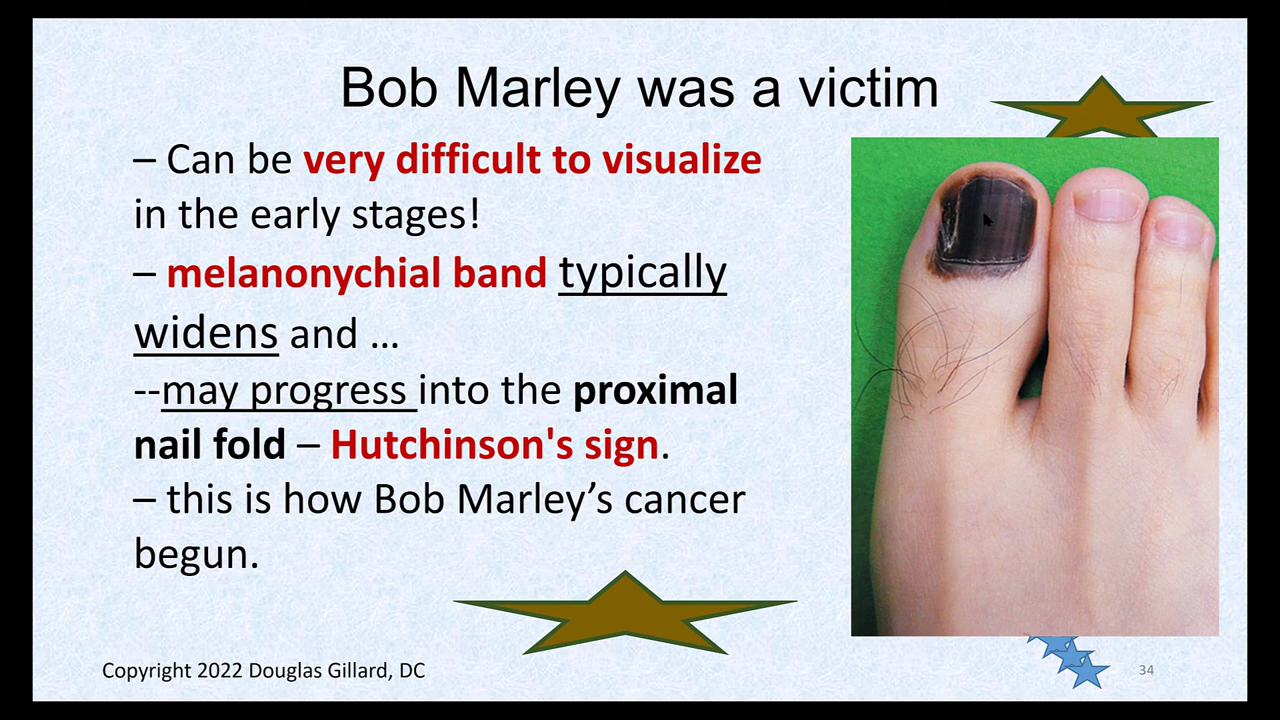 Bob Marley was a victim
– Can be very difficult to visualize
in the early stages!
– melanonychial band typically
widens and …
--may progress into the proximal
nail fold – Hutchinson's sign.
– this is how Bob Marley’s cancer
begun.
Copyright 2022 Douglas Gillard, DC
34